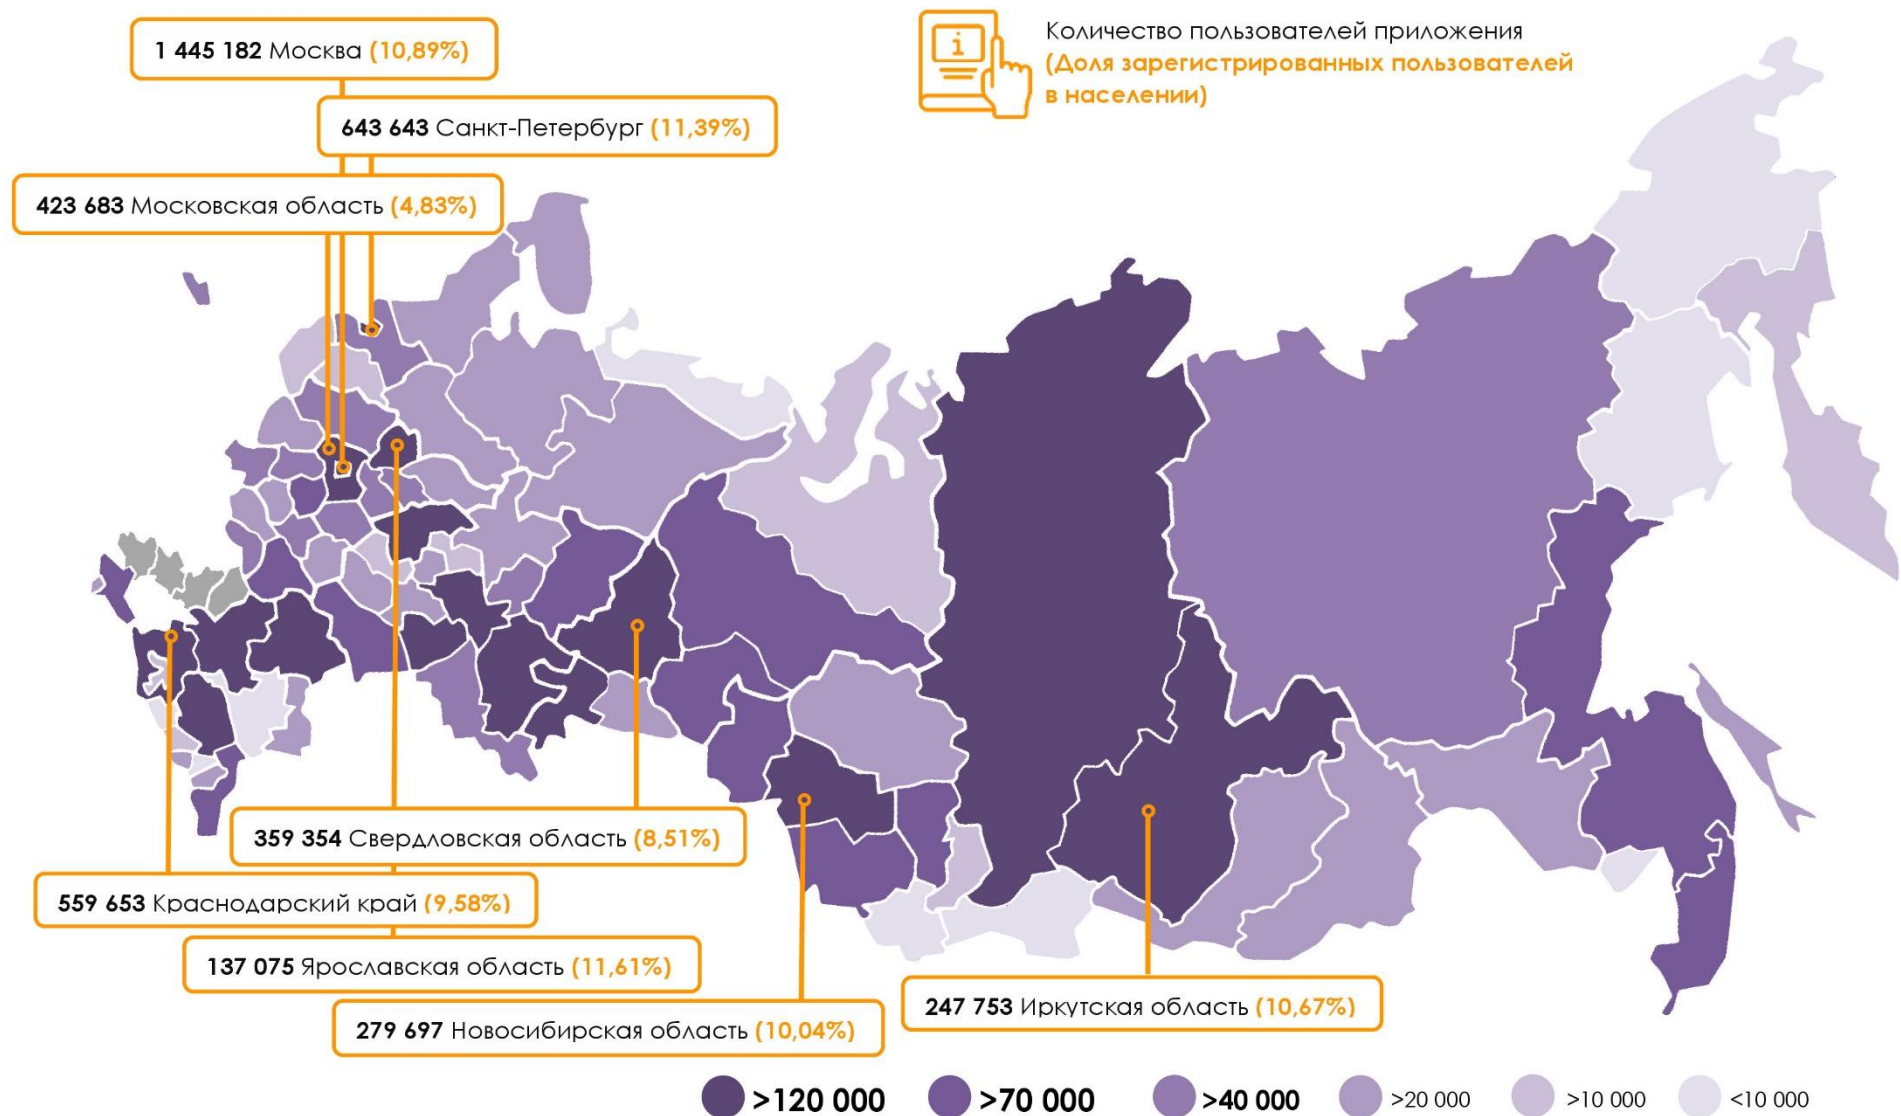 1 445 182 Москва (10,89%)
Количество пользователей приложения
(Доля зарегистрированных пользователей
в населении)
643 643 Санкт-Петербург (11,39%)
423 683 Московская область (4,83%)
359 354 Свердловская область (8,51%)
559 653 Краснодарский край (9,58%)
137 075 Ярославская область (11,61%)
247 753 Иркутская область (10,67%)
279 697 Новосибирская область (10,04%)
>120 000 >70 000 >40 000 >20 000 >10 000 <10 000